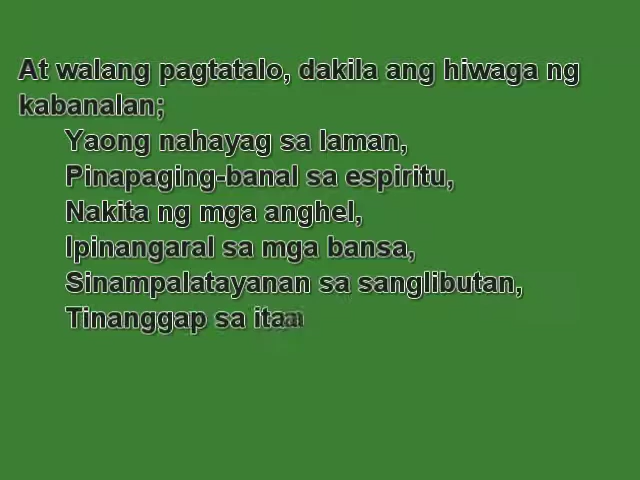 At walang pagtatalo, dakila ang hiwaga ng
kabanalan;
Yaong nahayag sa laman,
Pinapaging-banal sa espiritu,
Nakita ng mga anghel,
Ipinangaral sa mga bansa,
Sinampalatayanan sa sanglibutan,
Tinanggap sa